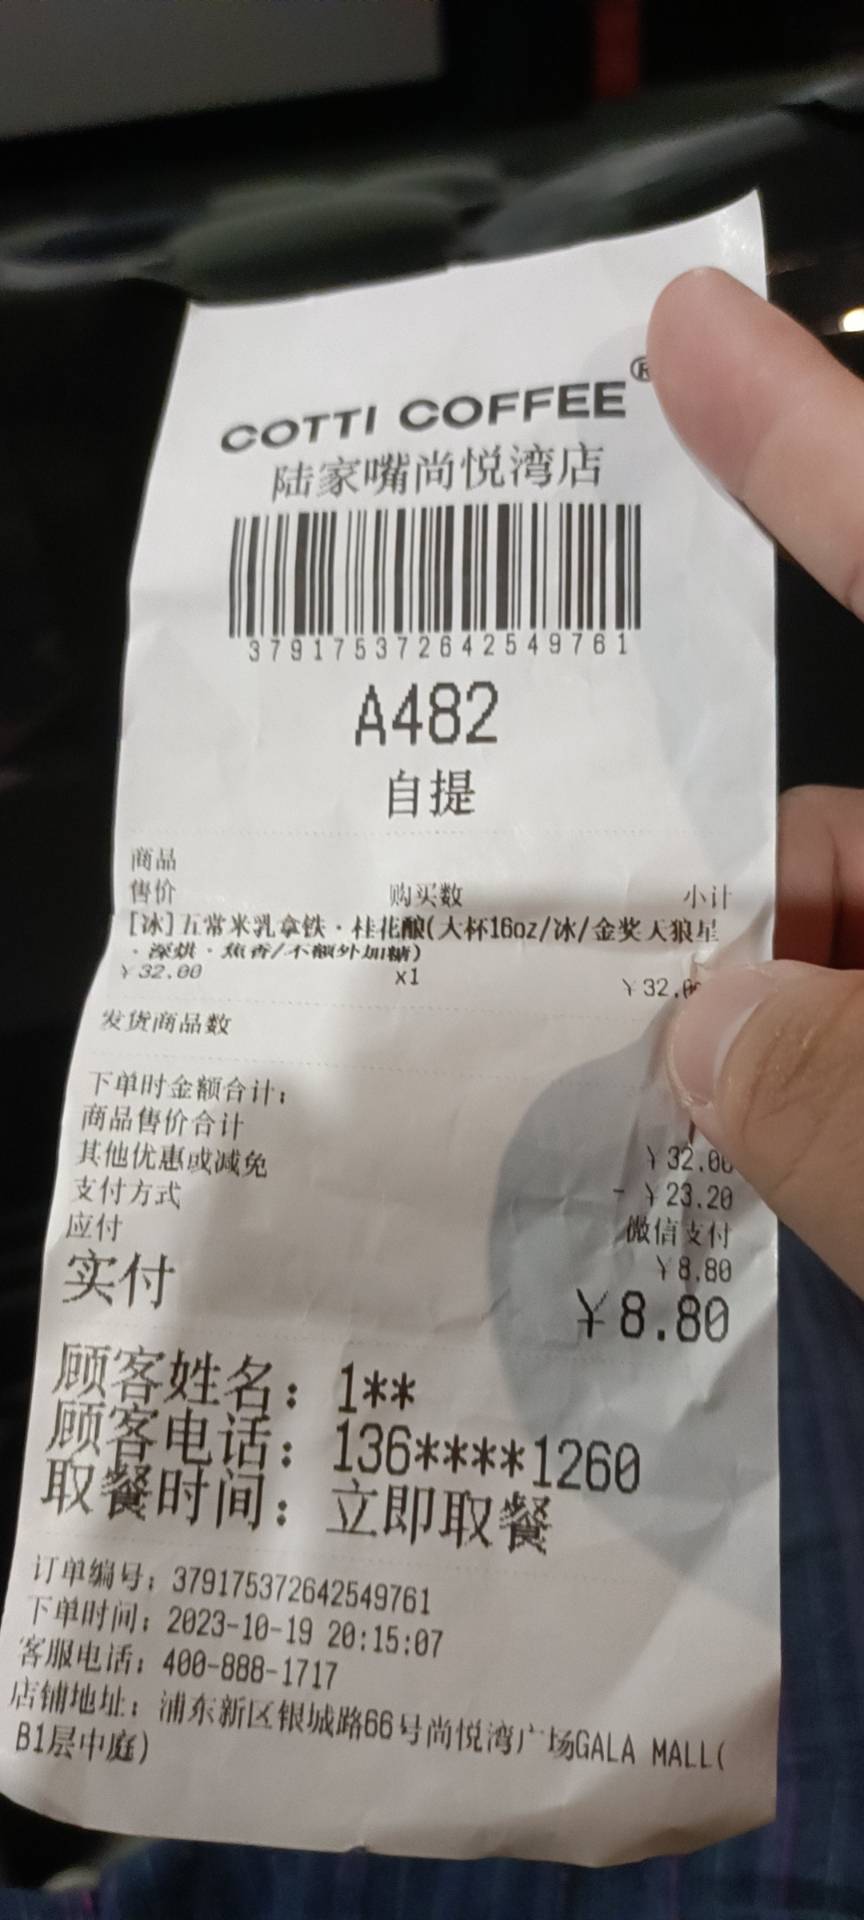 COTTI COFFEE®
陆家嘴尚悦湾店
379175372642549761
A482
自提
商品
售价 购买数 小计
[冰]五常米乳拿铁·桂花酿(大杯16oz/冰/金奖天狼星
·深烘·焦香/不额外加糖)
¥32.00 x1 ¥32.00
发货商品数
下单时金额合计:
商品售价合计 ¥32.00
其他优惠或减免 - ¥23.20
支付方式 微信支付
应付 ¥8.80
实付 ¥8.80
顾客姓名: 1**
顾客电话: 136****1260
取餐时间: 立即取餐
订单编号: 379175372642549761
下单时间: 2023-10-19 20:15:07
客服电话: 400-888-1717
店铺地址: 浦东新区银城路66号尚悦湾广场GALA MALL(
B1层中庭)